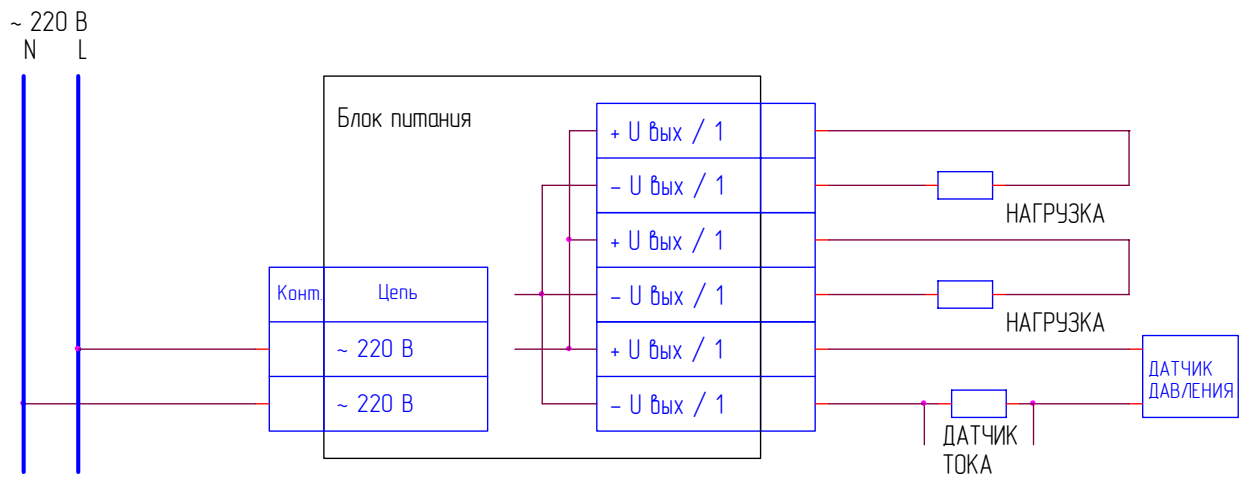 ~ 220 В
N L
Блок питания
+ U вых / 1
– U вых / 1
+ U вых / 1
– U вых / 1
+ U вых / 1
– U вых / 1
Конт. Цепь
~ 220 В
~ 220 В
НАГРУЗКА
НАГРУЗКА
ДАТЧИК
ТОКА
ДАТЧИК
ДАВЛЕНИЯ